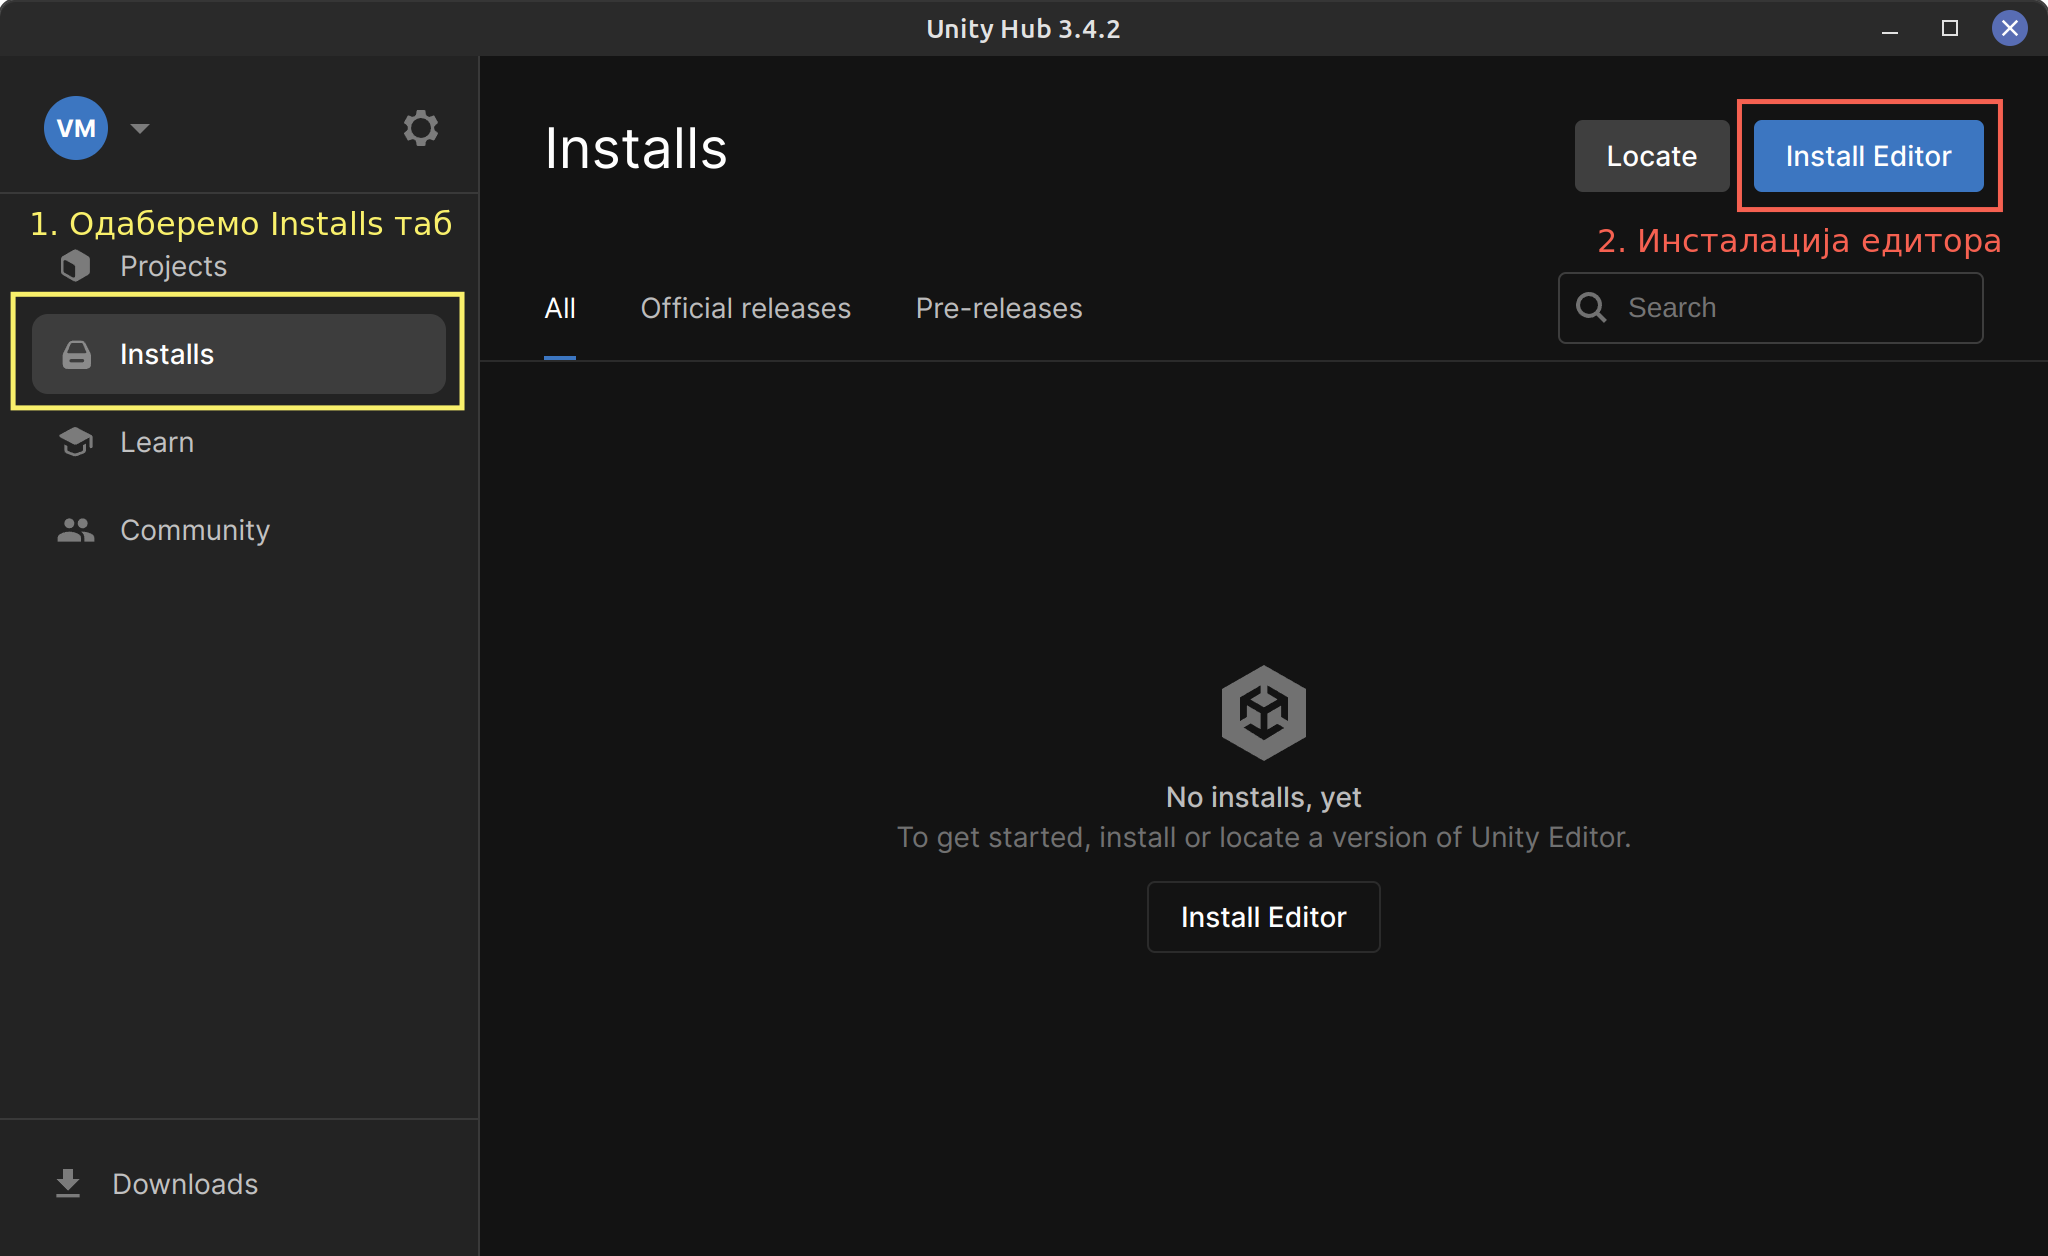 Unity Hub 3.4.2
VM
1. Одаберемо Installs таб
Projects
Installs
Learn
Community
Downloads
Installs
Locate
Install Editor
2. Инсталација едитора
All
Official releases
Pre-releases
Search
No installs, yet
To get started, install or locate a version of Unity Editor.
Install Editor